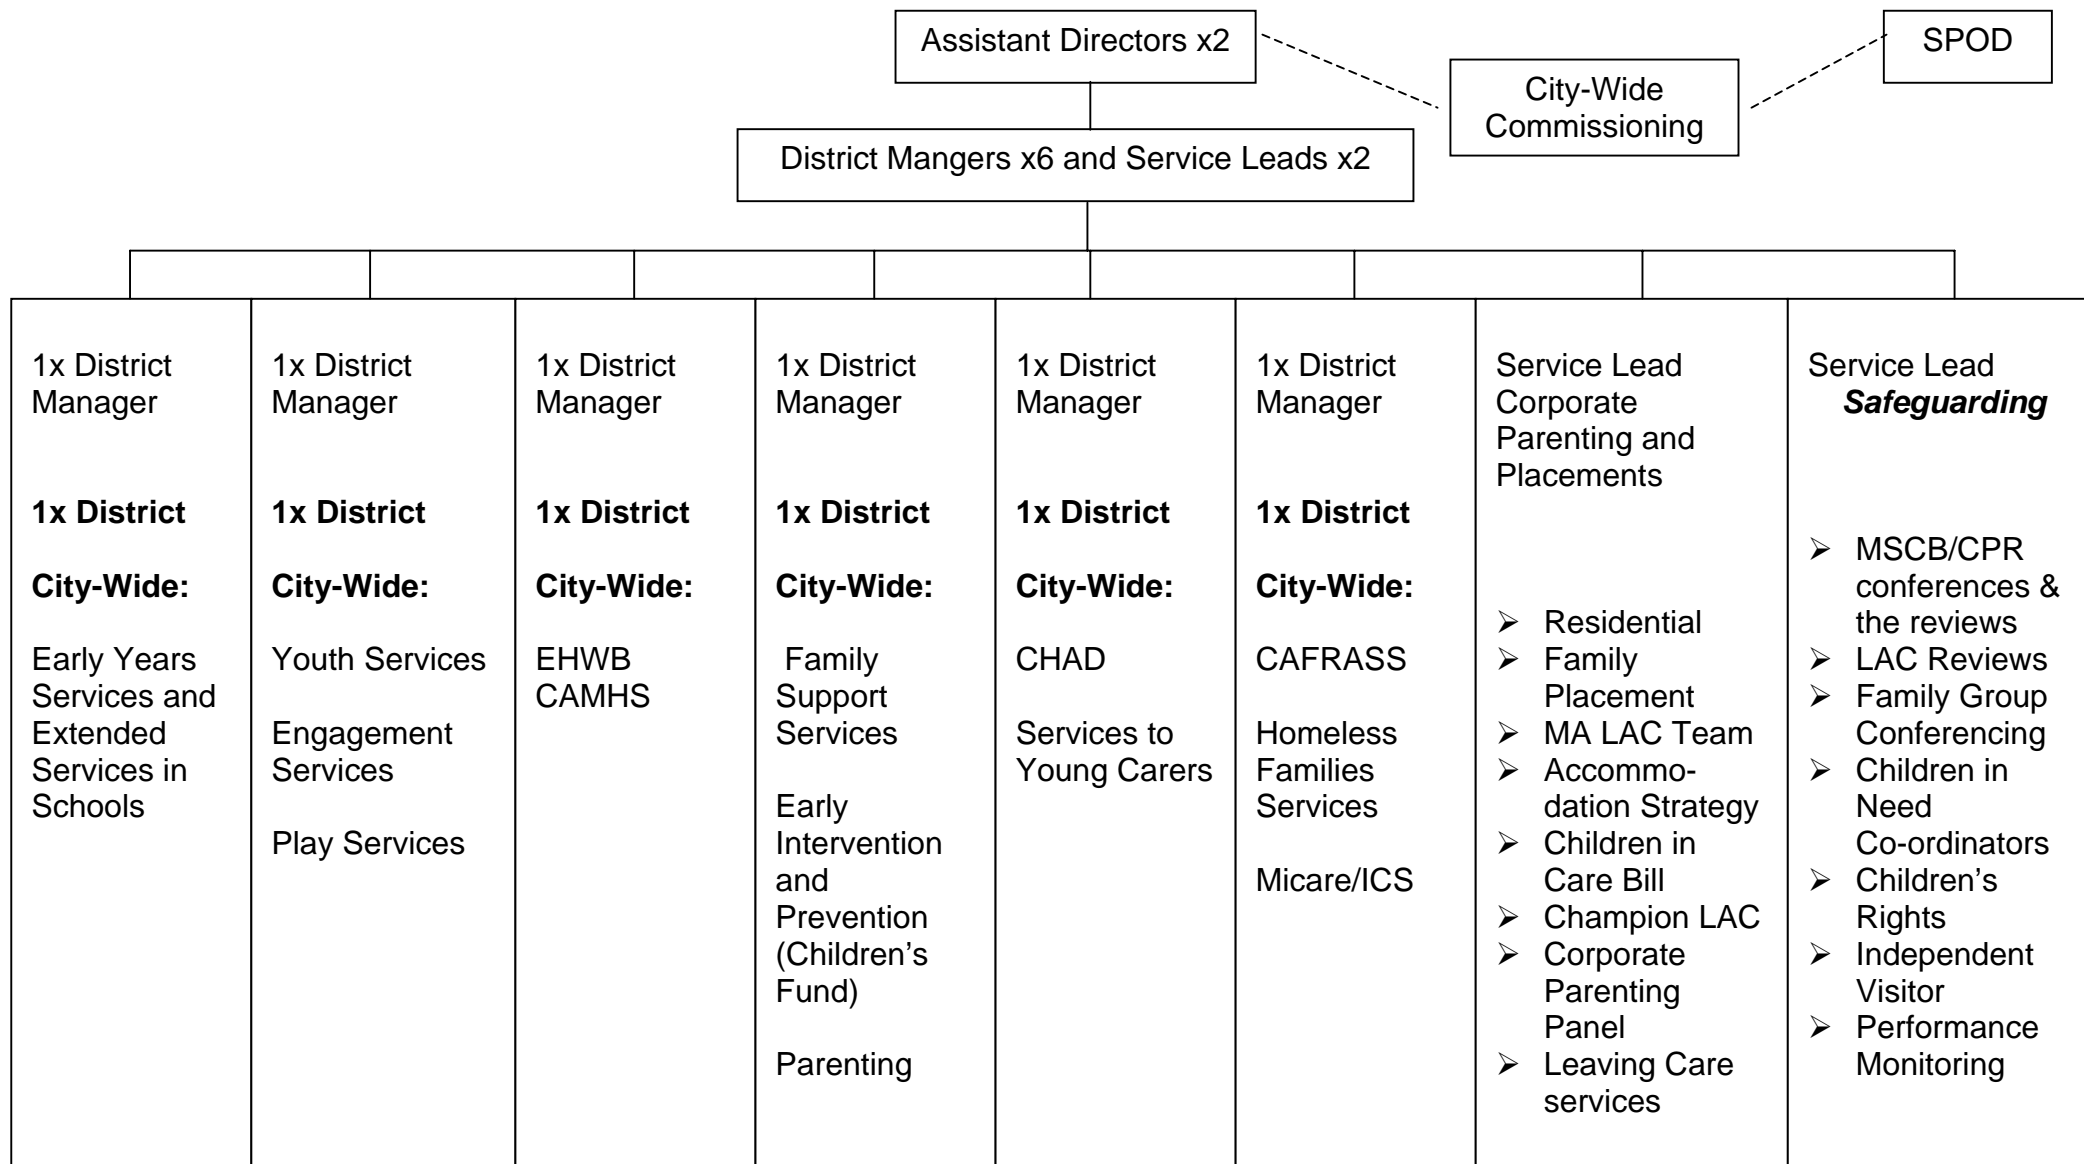 Assistant Directors x2
SPOD
City-Wide
Commissioning
District Mangers x6 and Service Leads x2
1x District
Manager
1x District
City-Wide:
Early Years
Services and
Extended
Services in
Schools
1x District
Manager
1x District
City-Wide:
Youth Services
Engagement
Services
Play Services
1x District
Manager
1x District
City-Wide:
EHWB
CAMHS
1x District
Manager
1x District
City-Wide:
Family
Support
Services
Early
Intervention
and
Prevention
(Children’s
Fund)
Parenting
1x District
Manager
1x District
City-Wide:
CHAD
Services to
Young Carers
1x District
Manager
1x District
City-Wide:
CAFRASS
Homeless
Families
Services
Micare/ICS
Service Lead
Corporate
Parenting and
Placements
➢ Residential
➢ Family
Placement
➢ MA LAC Team
➢ Accommo-
dation Strategy
➢ Children in
Care Bill
➢ Champion LAC
➢ Corporate
Parenting
Panel
➢ Leaving Care
services
Service Lead
Safeguarding
➢ MSCB/CPR
conferences &
the reviews
➢ LAC Reviews
➢ Family Group
Conferencing
➢ Children in
Need
Co-ordinators
➢ Children’s
Rights
➢ Independent
Visitor
➢ Performance
Monitoring